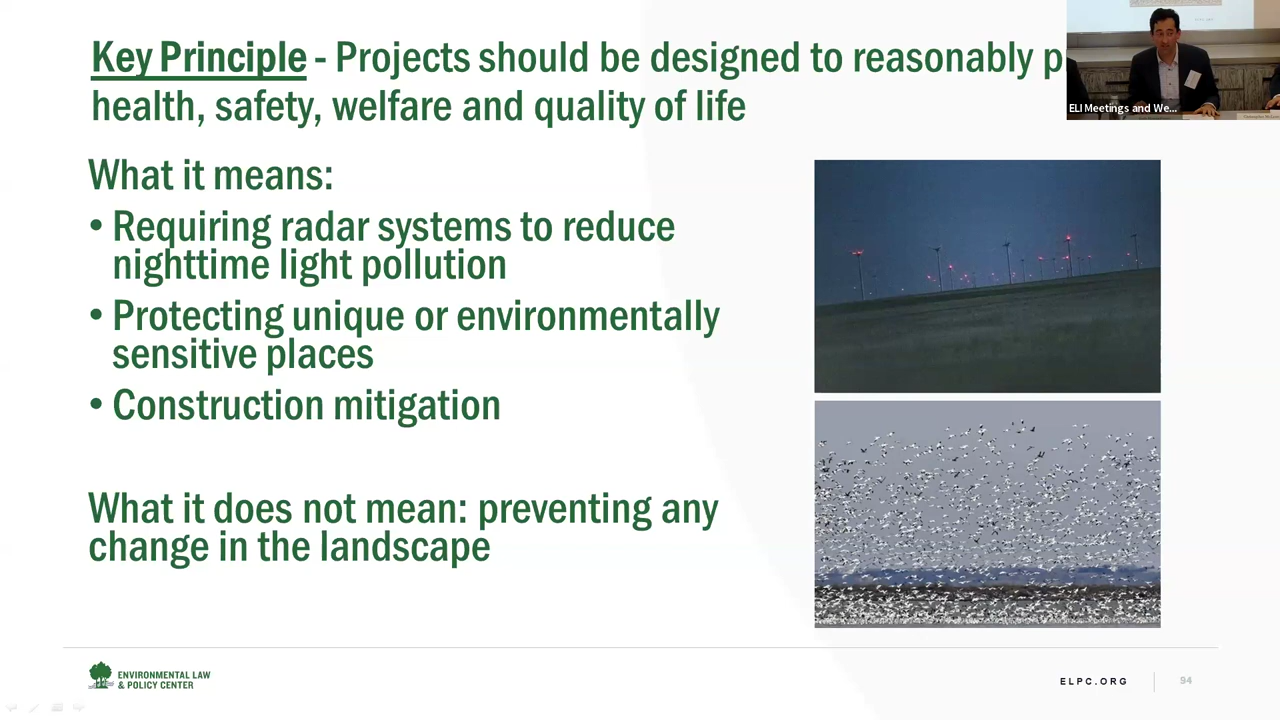 Key Principle - Projects should be designed to reasonably p
health, safety, welfare and quality of life
ELI Meetings and We...
What it means:
• Requiring radar systems to reduce
nighttime light pollution
• Protecting unique or environmentally
sensitive places
• Construction mitigation
What it does not mean: preventing any
change in the landscape
ENVIRONMENTAL LAW
& POLICY CENTER
ELPC.ORG
94